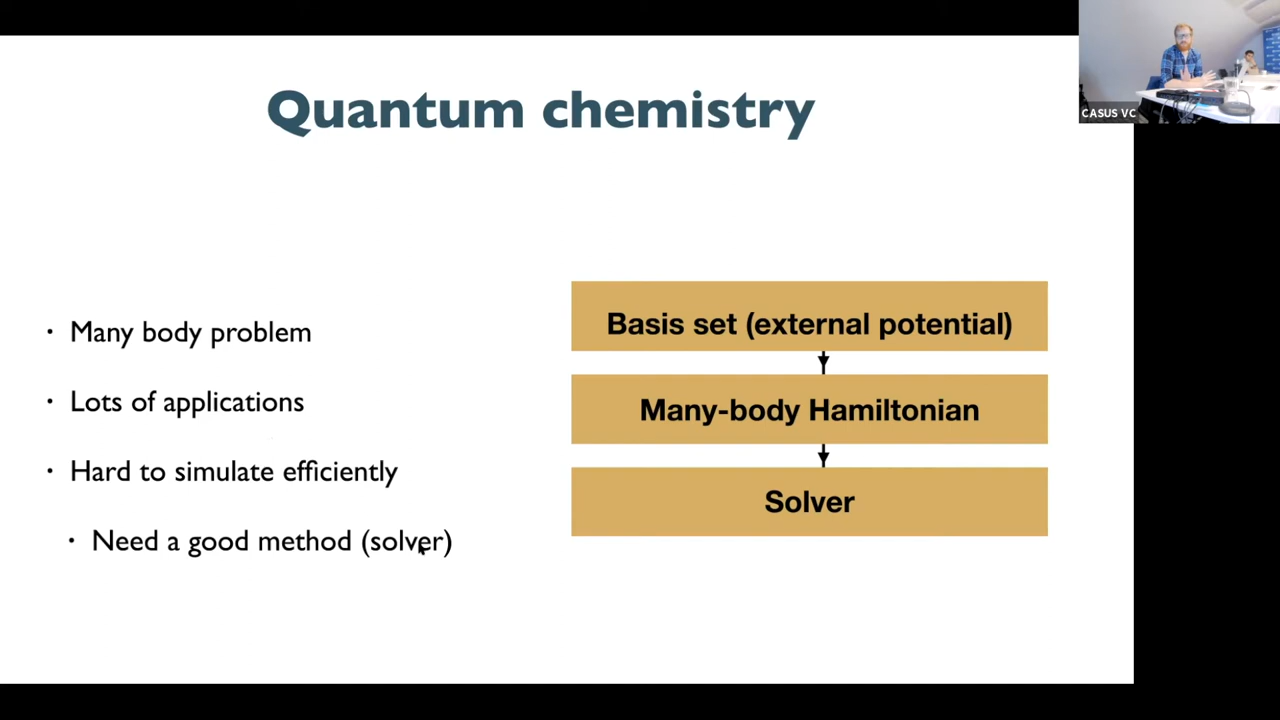 Quantum chemistry
CASUS VC
• Many body problem
• Lots of applications
• Hard to simulate efficiently
• Need a good method (solver)
Basis set (external potential)
Many-body Hamiltonian
Solver